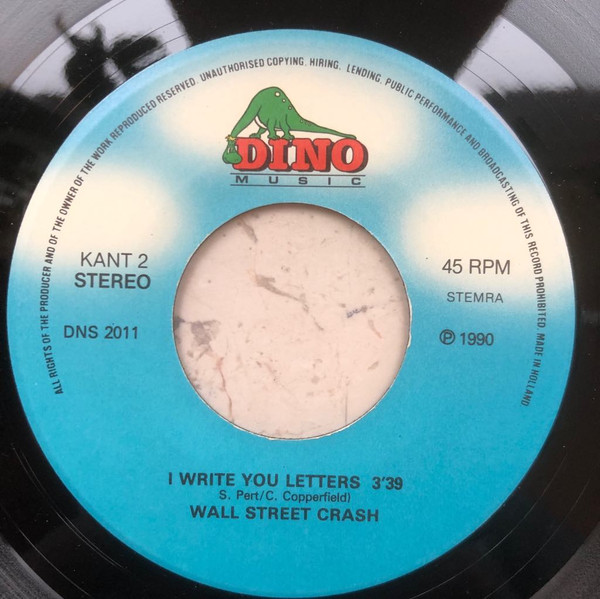 ALL RIGHTS OF THE PRODUCER AND OF THE OWNER OF THE WORK REPRODUCED RESERVED. UNAUTHORISED COPYING, HIRING, LENDING, PUBLIC PERFORMANCE AND BROADCASTING OF THIS RECORD PROHIBITED. MADE IN HOLLAND
DINO
MUSIC
KANT 2
STEREO
DNS 2011
45 RPM
STEMRA
℗ 1990
I WRITE YOU LETTERS 3'39
S. Pert/C. Copperfield)
WALL STREET CRASH